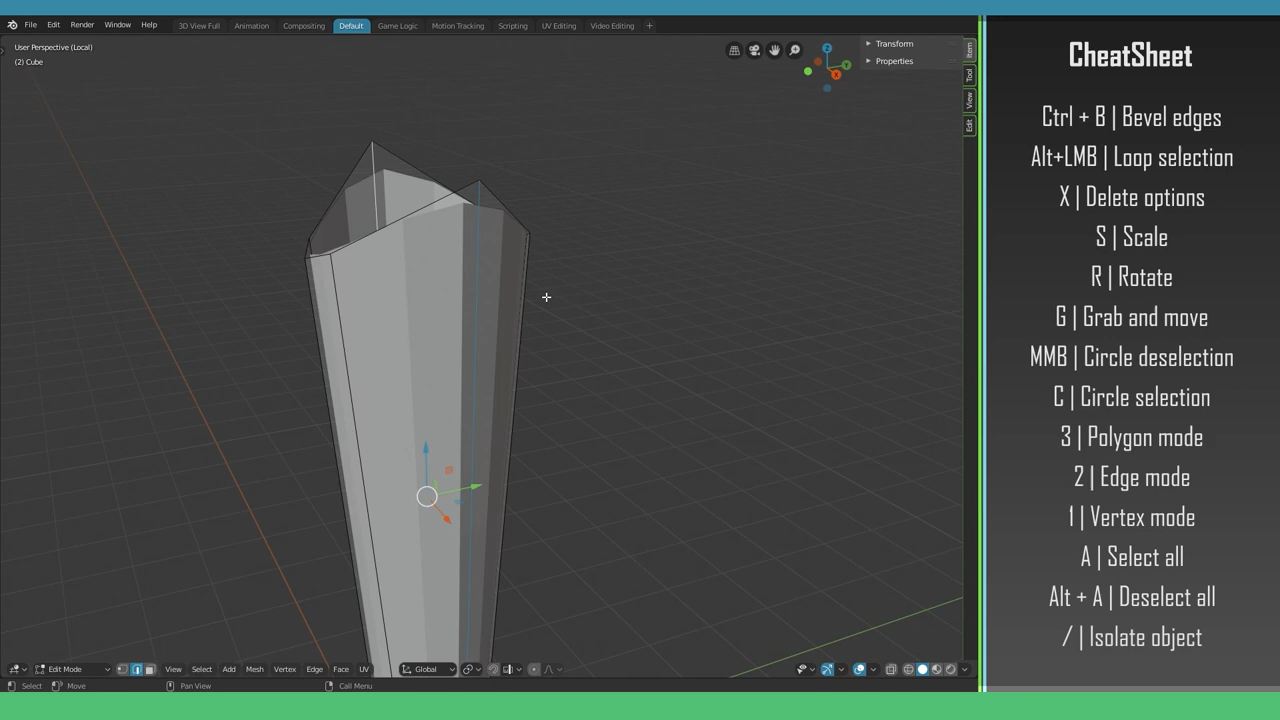 File Edit Render Window Help 3D View Full Animation Compositing Default Game Logic Motion Tracking Scripting UV Editing Video Editing +
User Perspective (Local)
(2) Cube
Transform
Properties
Z
Y
X
Item
Tool
View
Edit
CheatSheet
Ctrl + B | Bevel edges
Alt+LMB | Loop selection
X | Delete options
S | Scale
R | Rotate
G | Grab and move
MMB | Circle deselection
C | Circle selection
3 | Polygon mode
2 | Edge mode
1 | Vertex mode
A | Select all
Alt + A | Deselect all
/ | Isolate object
Edit Mode View Select Add Mesh Vertex Edge Face UV Global
Select Move Pan View Call Menu